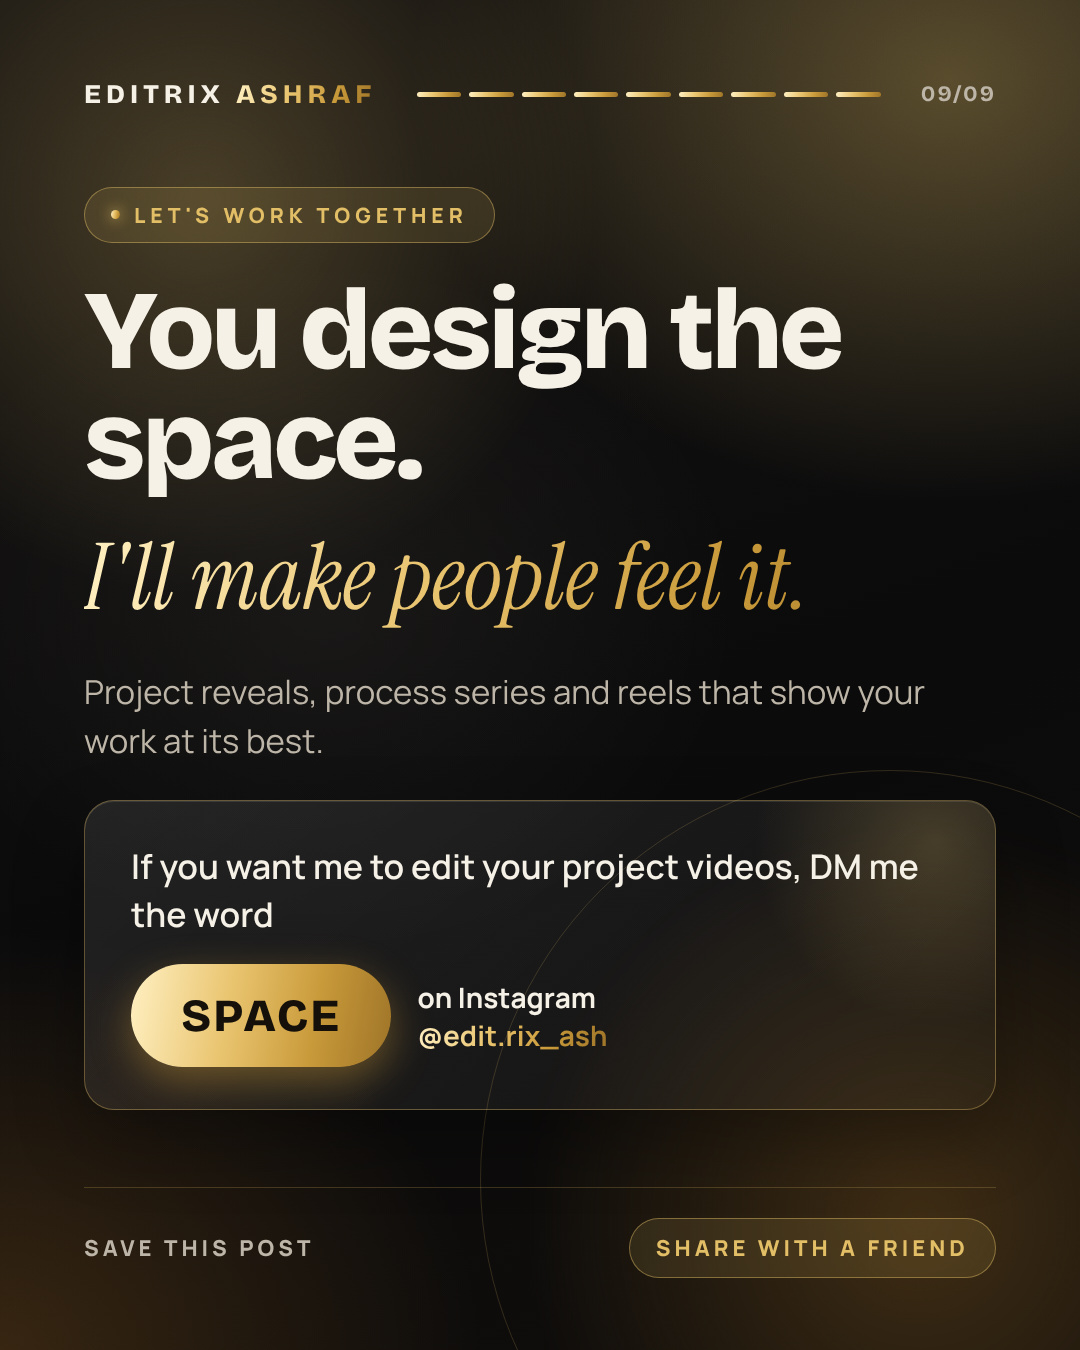 EDITRIX ASHRAF
09/09
LET'S WORK TOGETHER
You design the
space.
I'll make people feel it.
Project reveals, process series and reels that show your
work at its best.
If you want me to edit your project videos, DM me
the word
SPACE
on Instagram
@edit.rix_ash
SAVE THIS POST
SHARE WITH A FRIEND